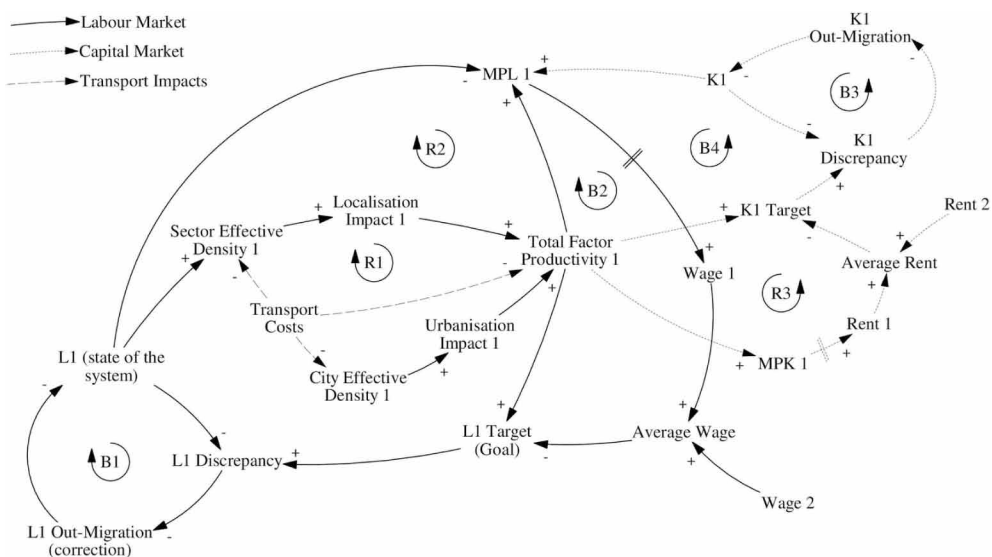 Labour Market
Capital Market
Transport Impacts
K1
Out-Migration
-
-
B3
MPL 1
+
-
+
K1
-
K1
Discrepancy
+
R2
B4
B2
Localisation
Impact 1
+
+
Sector Effective
Density 1
+
-
R1
Total Factor
Productivity 1
-
+
+
K1 Target
-
Rent 2
+
Average Rent
+
Wage 1
+
R3
Transport
Costs
-
Urbanisation
Impact 1
+
Rent 1
+
MPK 1
+
L1 (state of the
system)
-
City Effective
Density 1
+
L1 Target
(Goal)
-
+
Average Wage
+
B1
-
L1 Discrepancy
+
Wage 2
L1 Out-Migration
(correction)
-